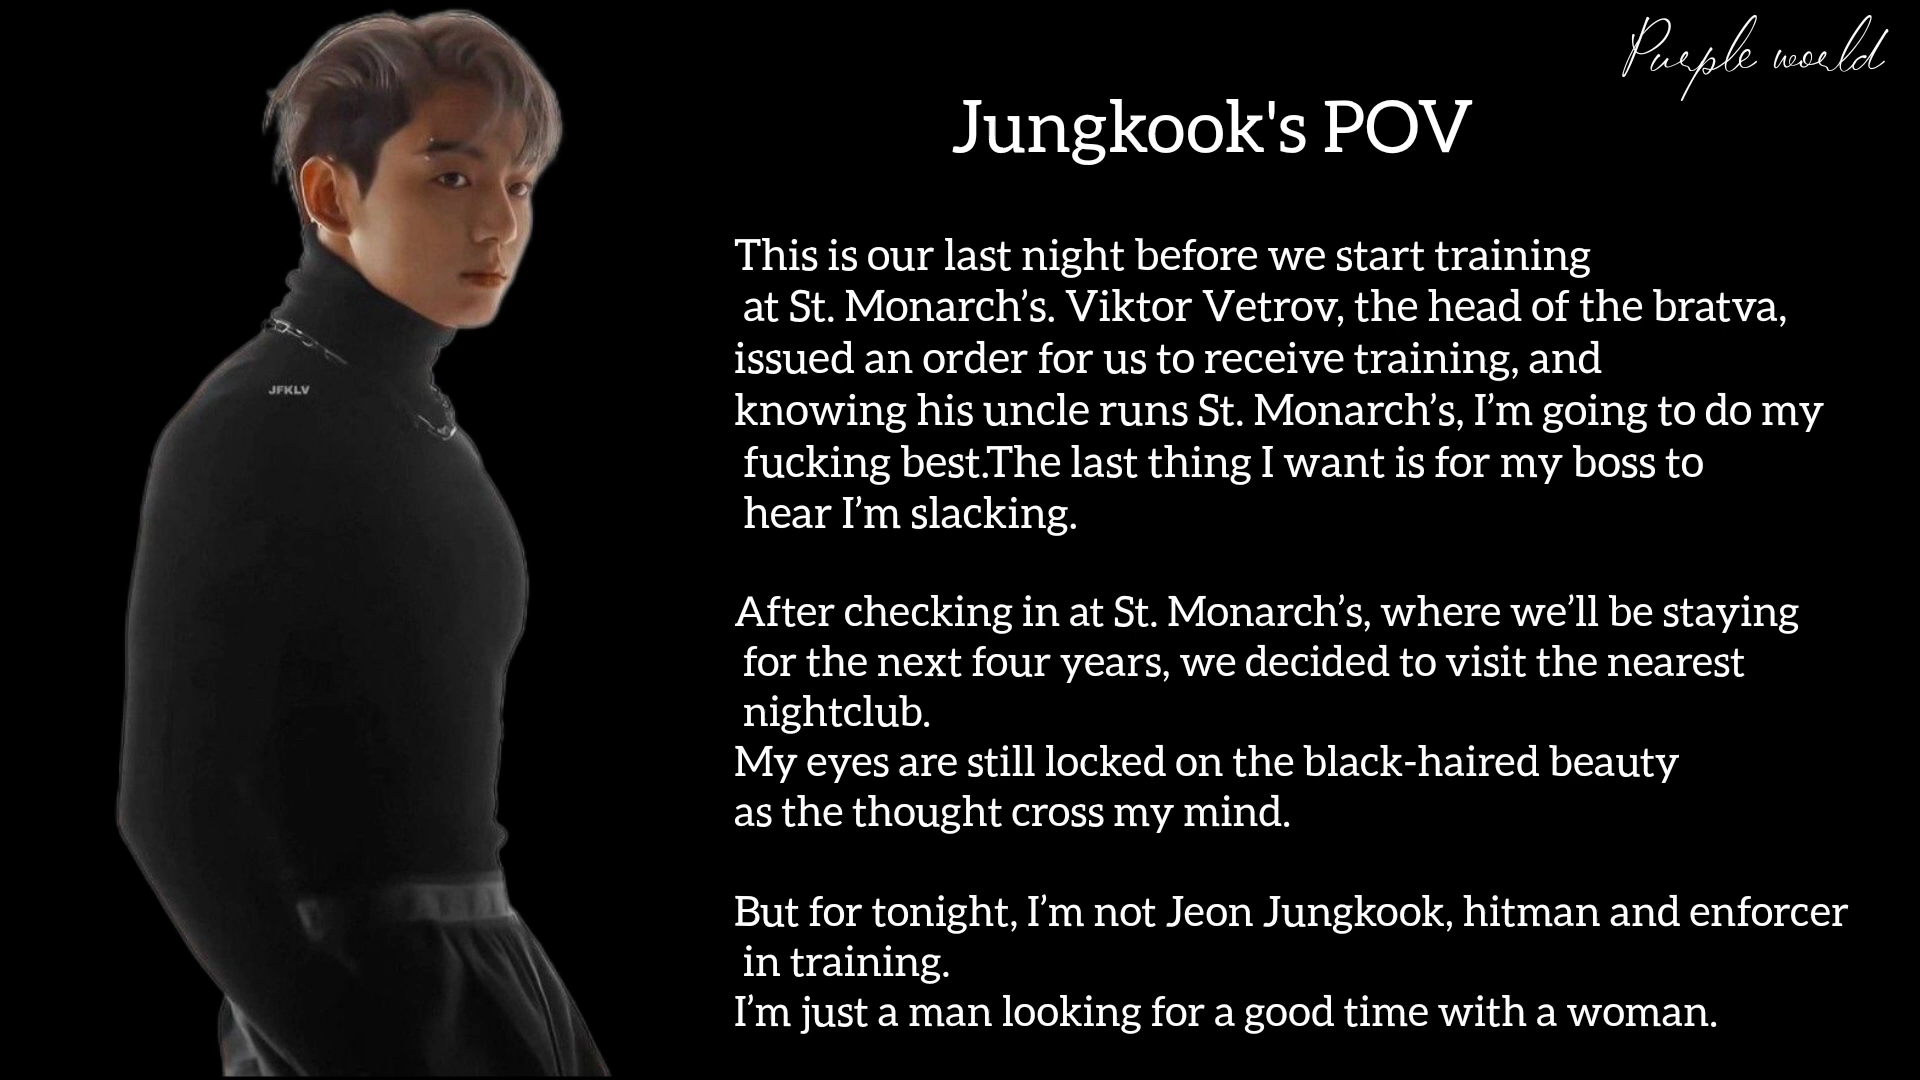 Purple world
Jungkook's POV
This is our last night before we start training
at St. Monarch’s. Viktor Vetrov, the head of the bratva,
issued an order for us to receive training, and
knowing his uncle runs St. Monarch’s, I’m going to do my
fucking best.The last thing I want is for my boss to
hear I’m slacking.
After checking in at St. Monarch’s, where we’ll be staying
for the next four years, we decided to visit the nearest
nightclub.
My eyes are still locked on the black-haired beauty
as the thought cross my mind.
But for tonight, I’m not Jeon Jungkook, hitman and enforcer
in training.
I’m just a man looking for a good time with a woman.
JFKLV